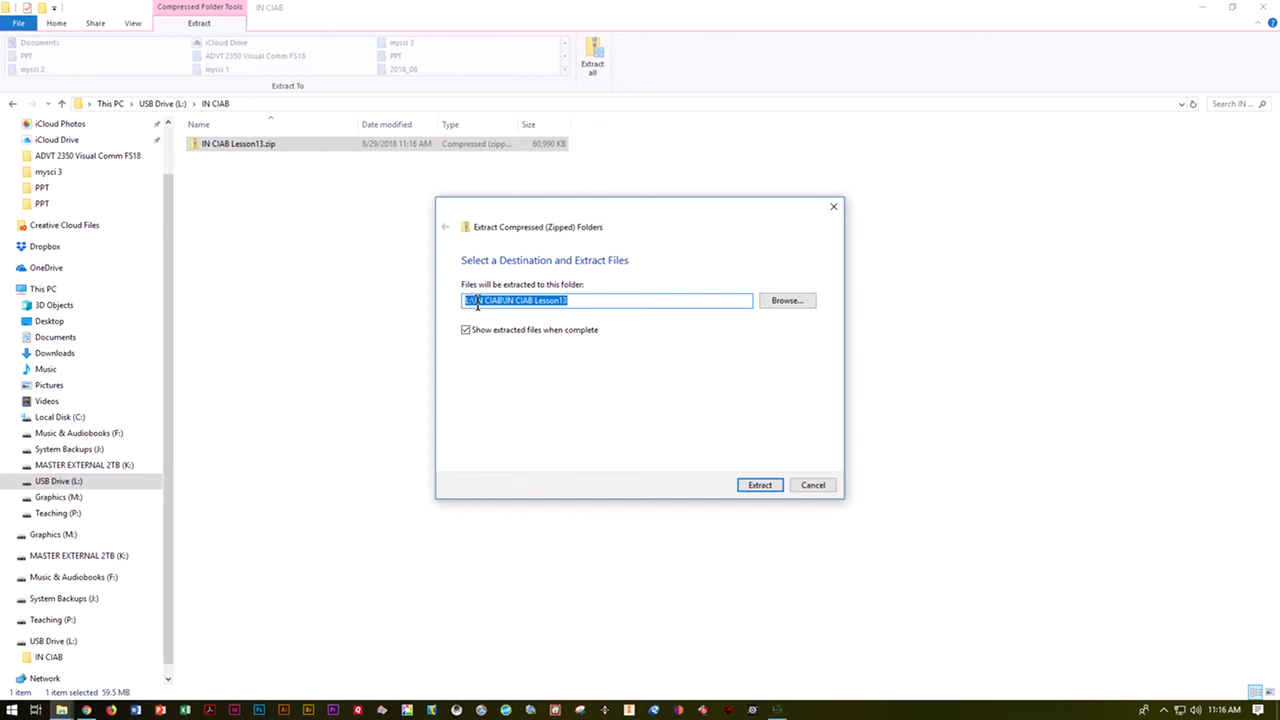 Compressed Folder Tools
IN CIAB
File
Home
Share
View
Extract
Documents
iCloud Drive
mysci 3
PPT
ADVT 2350 Visual Comm FS18
PPT
mysci 2
mysci 1
2018_08
Extract all
Extract To
This PC > USB Drive (L:) > IN CIAB
Search IN ...
iCloud Photos
iCloud Drive
ADVT 2350 Visual Comm FS18
mysci 3
PPT
PPT
Creative Cloud Files
Dropbox
OneDrive
This PC
3D Objects
Desktop
Documents
Downloads
Music
Pictures
Videos
Local Disk (C:)
Music & Audiobooks (F:)
System Backups (J:)
MASTER EXTERNAL 2TB (K:)
USB Drive (L:)
Graphics (M:)
Teaching (P:)
Graphics (M:)
MASTER EXTERNAL 2TB (K:)
Music & Audiobooks (F:)
System Backups (J:)
Teaching (P:)
USB Drive (L:)
IN CIAB
Network
Name
Date modified
Type
Size
IN CIAB Lesson13.zip
8/29/2018 11:16 AM
Compressed (zipp...
60,990 KB
Extract Compressed (Zipped) Folders
Select a Destination and Extract Files
Files will be extracted to this folder:
L:\IN CIAB\IN CIAB Lesson13
Browse...
Show extracted files when complete
Extract
Cancel
1 item
1 item selected 59.5 MB
11:16 AM